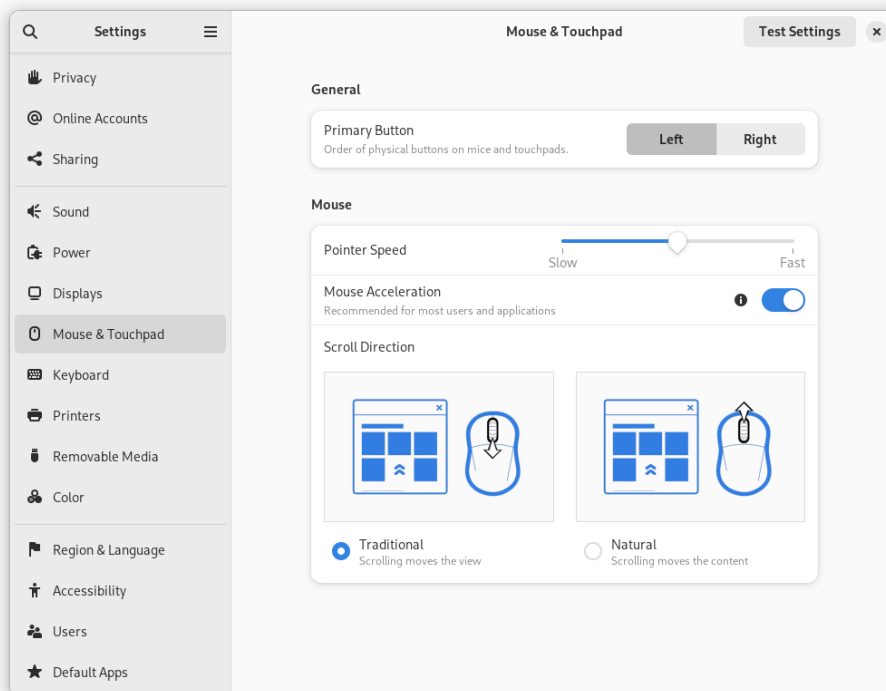 Settings
Mouse & Touchpad
Test Settings
Privacy
Online Accounts
Sharing
Sound
Power
Displays
Mouse & Touchpad
Keyboard
Printers
Removable Media
Color
Region & Language
Accessibility
Users
Default Apps
General
Primary Button
Order of physical buttons on mice and touchpads.
Left
Right
Mouse
Pointer Speed
Slow
Fast
Mouse Acceleration
Recommended for most users and applications
Scroll Direction
Traditional
Scrolling moves the view
Natural
Scrolling moves the content